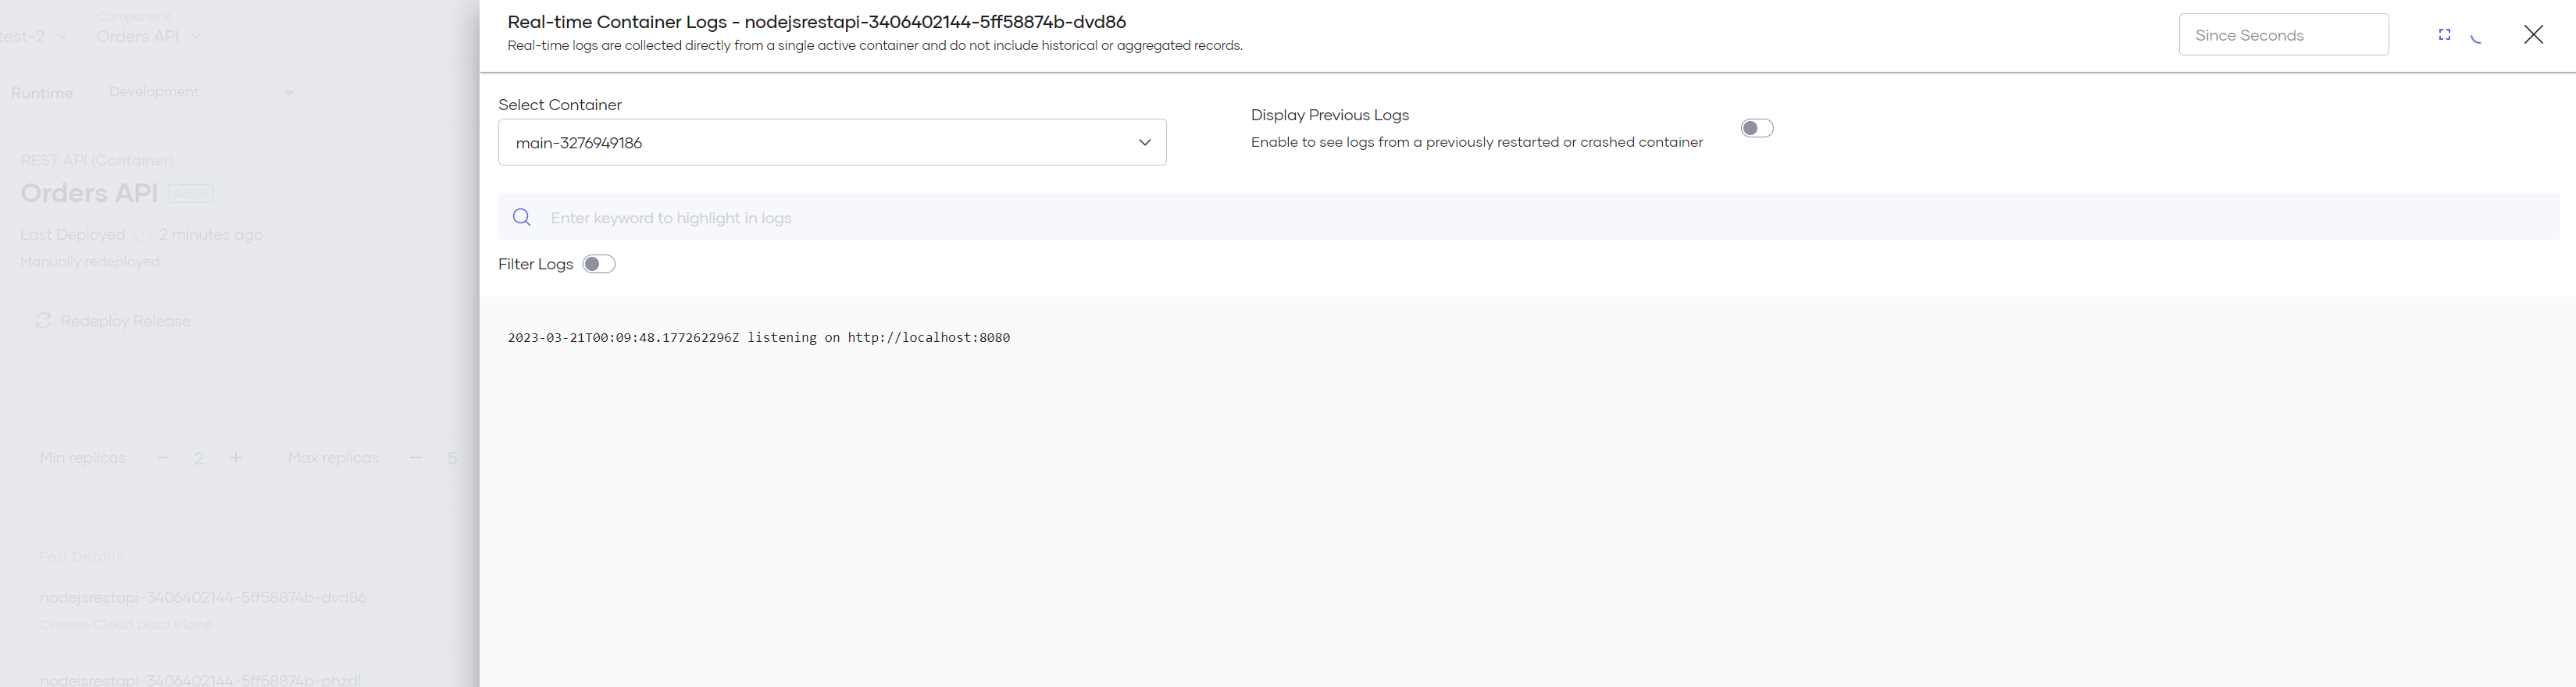 Component
test-2
Orders API
Runtime
Development
REST API (Container)
Orders API
Active
Last Deployed
2 minutes ago
Manually redeployed
Redeploy Release
Min replicas
2
Max replicas
5
Pod Details
nodejsrestapi-3406402144-5ff58874b-dvd86
Choreo Cloud Data Plane
nodejsrestapi-3406402144-5ff58874b-phzdl
Real-time Container Logs - nodejsrestapi-3406402144-5ff58874b-dvd86
Real-time logs are collected directly from a single active container and do not include historical or aggregated records.
Since Seconds
Select Container
main-3276949186
Display Previous Logs
Enable to see logs from a previously restarted or crashed container
Enter keyword to highlight in logs
Filter Logs
2023-03-21T00:09:48.177262296Z listening on http://localhost:8080